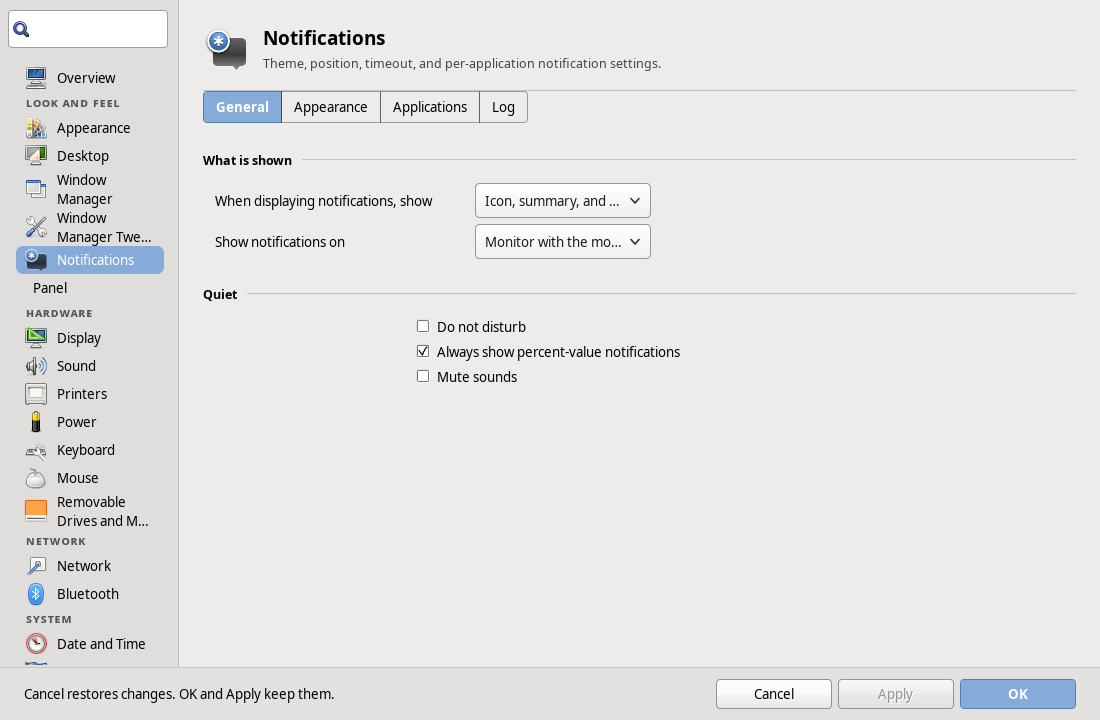 Notifications
Theme, position, timeout, and per-application notification settings.
Overview
LOOK AND FEEL
Appearance
Desktop
Window
Manager
Window
Manager Twe...
Notifications
Panel
HARDWARE
Display
Sound
Printers
Power
Keyboard
Mouse
Removable
Drives and M...
NETWORK
Network
Bluetooth
SYSTEM
Date and Time
General Appearance Applications Log
What is shown
When displaying notifications, show Icon, summary, and ...
Show notifications on Monitor with the mo...
Quiet
Do not disturb
Always show percent-value notifications
Mute sounds
Cancel restores changes. OK and Apply keep them.
Cancel Apply OK